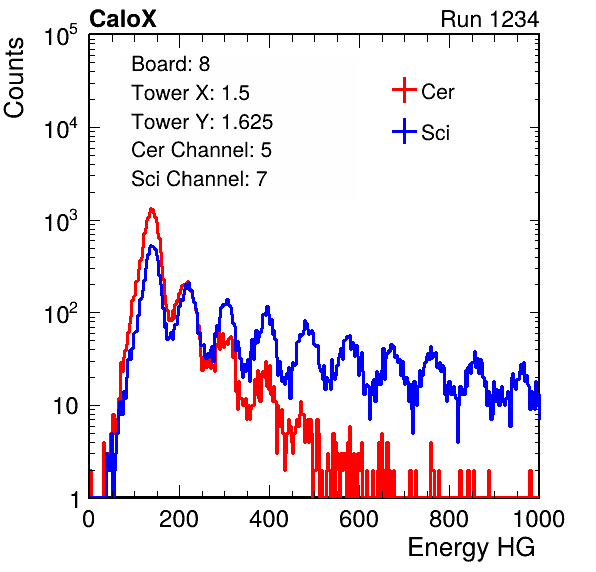 CaloX Run 1234
Counts
10^5
10^4
10^3
10^2
10
1
Board: 8
Tower X: 1.5
Tower Y: 1.625
Cer Channel: 5
Sci Channel: 7
Cer
Sci
0 200 400 600 800 1000
Energy HG